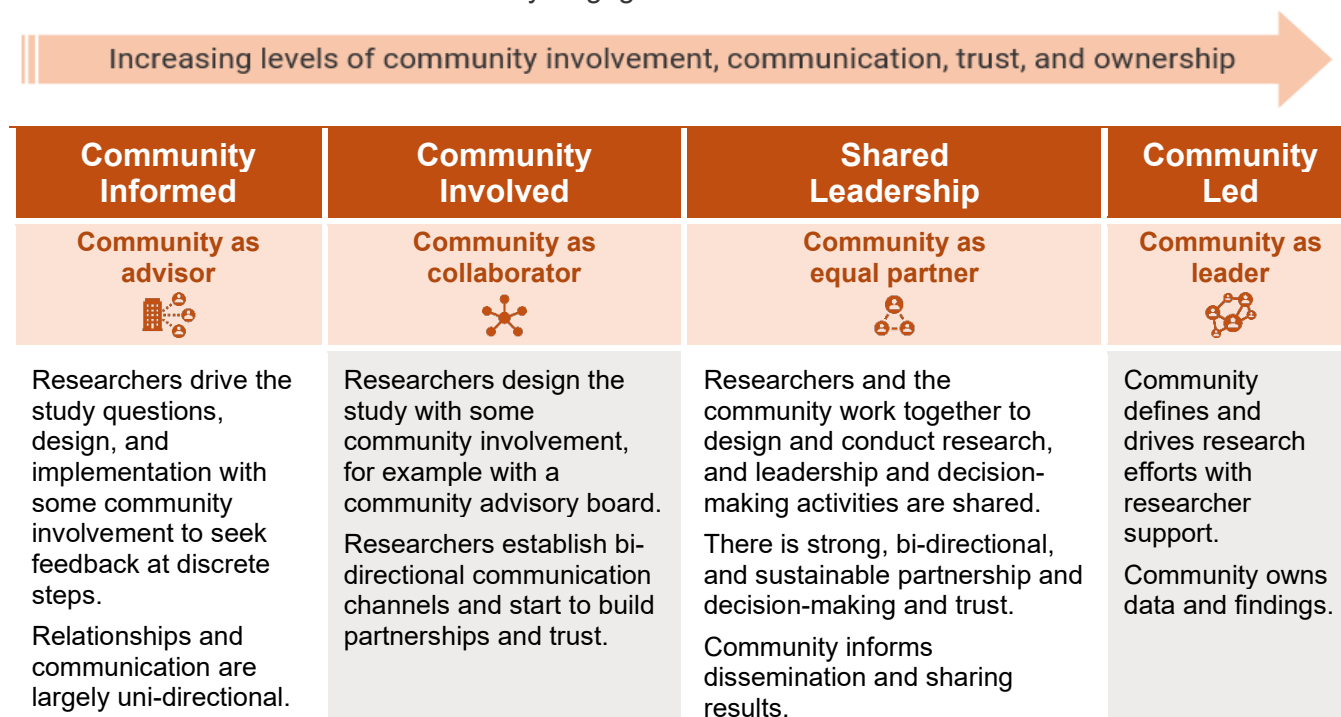 Increasing levels of community involvement, communication, trust, and ownership
Community
Informed
Community
Involved
Shared
Leadership
Community
Led
Community as
advisor
Community as
collaborator
Community as
equal partner
Community as
leader
Researchers drive the
study questions,
design, and
implementation with
some community
involvement to seek
feedback at discrete
steps.
Relationships and
communication are
largely uni-directional.
Researchers design the
study with some
community involvement,
for example with a
community advisory board.
Researchers establish bi-
directional communication
channels and start to build
partnerships and trust.
Researchers and the
community work together to
design and conduct research,
and leadership and decision-
making activities are shared.
There is strong, bi-directional,
and sustainable partnership and
decision-making and trust.
Community informs
dissemination and sharing
results.
Community
defines and
drives research
efforts with
researcher
support.
Community owns
data and findings.